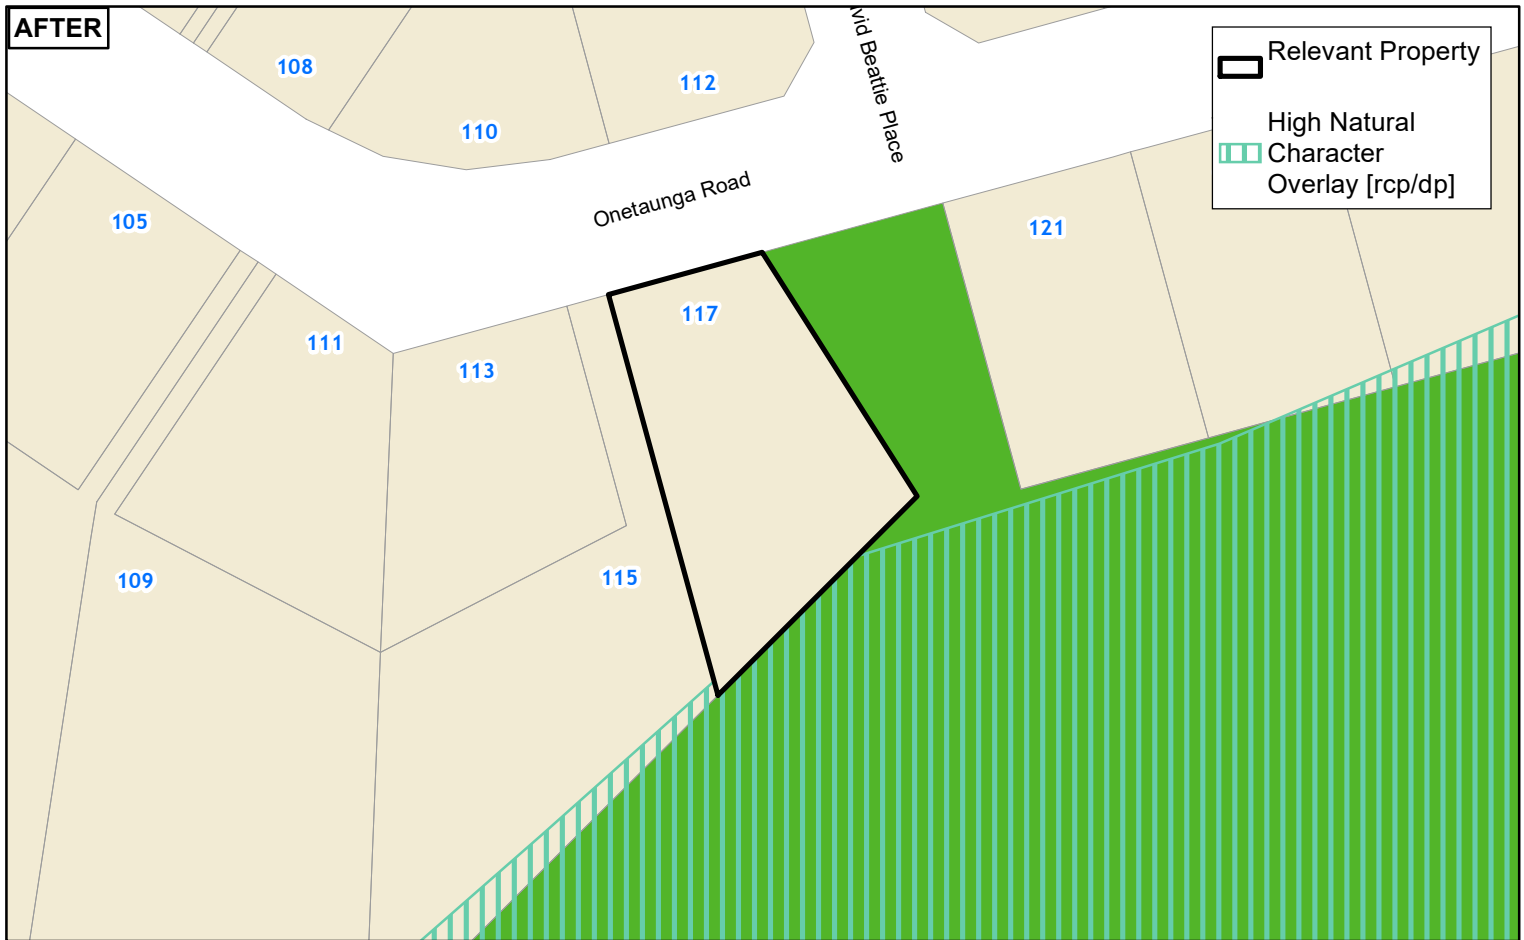 AFTER
Relevant Property
High Natural
Character
Overlay [rcp/dp]
Beattie Place
Onetaunga Road
108
110
112
105
111
113
117
121
109
115